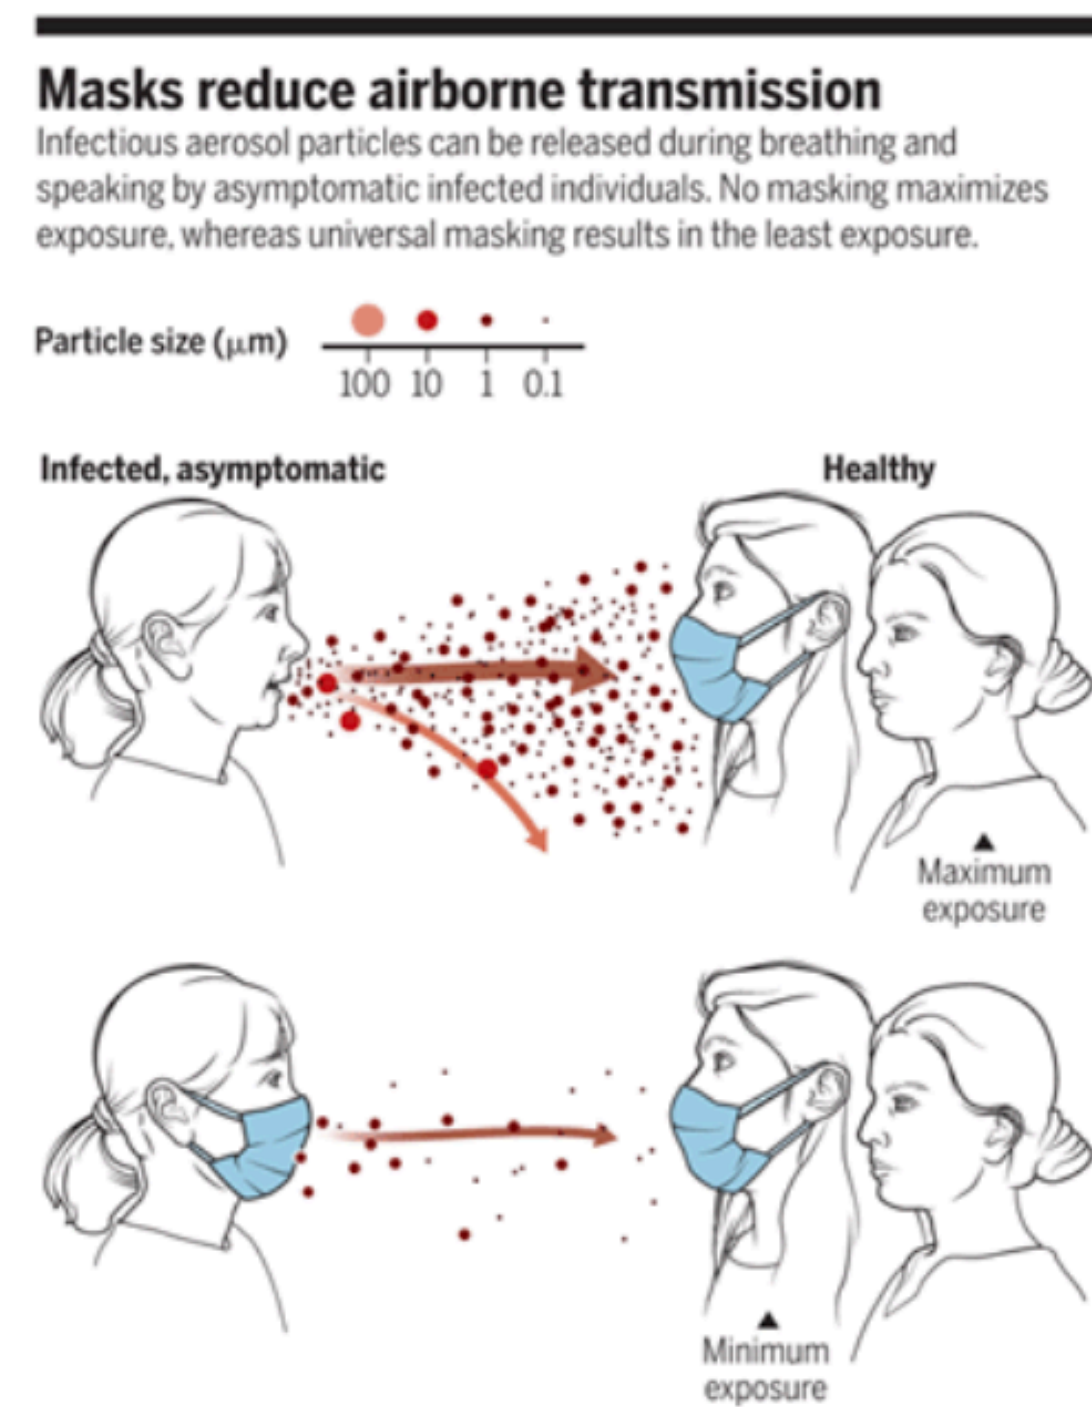 Masks reduce airborne transmission
Infectious aerosol particles can be released during breathing and
speaking by asymptomatic infected individuals. No masking maximizes
exposure, whereas universal masking results in the least exposure.
Particle size (μm)
100 10 1 0.1
Infected, asymptomatic
Healthy
Maximum
exposure
Minimum
exposure